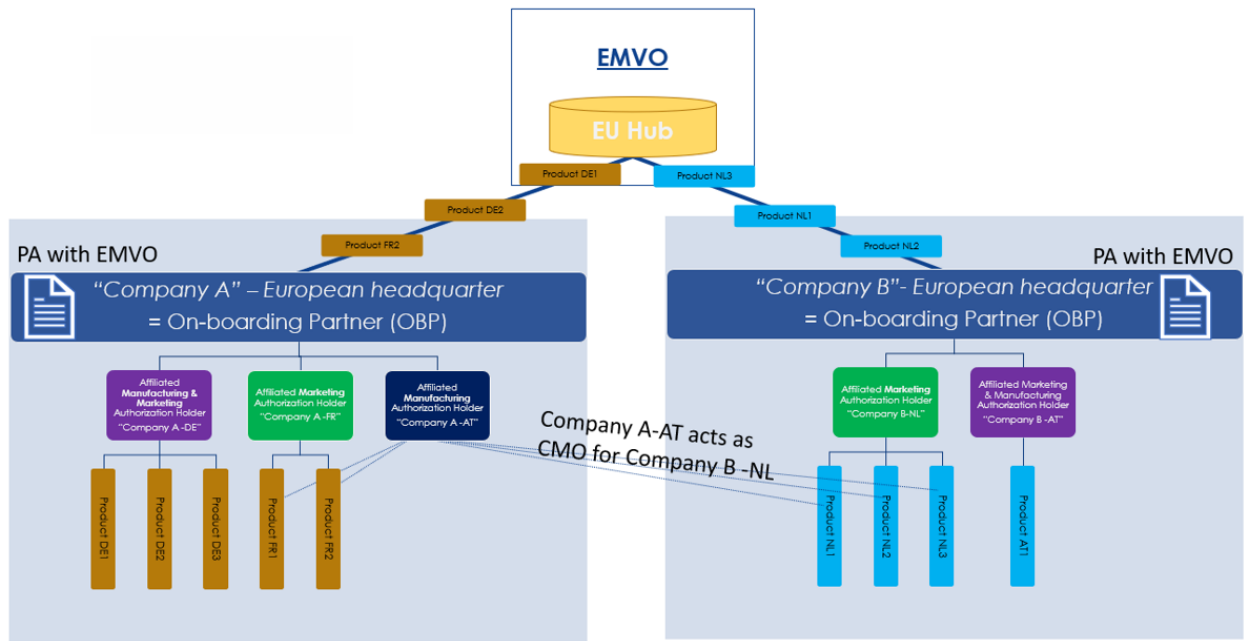 EMVO
EU Hub
Product DE1
Product NL3
Product DE2
Product NL1
Product FR2
Product NL2
PA with EMVO
PA with EMVO
“Company A” – European headquarter
= On-boarding Partner (OBP)
“Company B”- European headquarter
= On-boarding Partner (OBP)
Affiliated
Manufacturing &
Marketing
Authorization Holder
“Company A -DE”
Affiliated Marketing
Authorization Holder
“Company A -FR”
Affiliated
Manufacturing
Authorization Holder
“Company A -AT”
Affiliated Marketing
Authorization Holder
“Company B-NL”
Affiliated Marketing
& Manufacturing
Authorization Holder
“Company B -AT”
Company A-AT acts as
CMO for Company B -NL
Product DE1
Product DE2
Product DE3
Product FR1
Product FR2
Product NL1
Product NL2
Product NL3
Product AT1